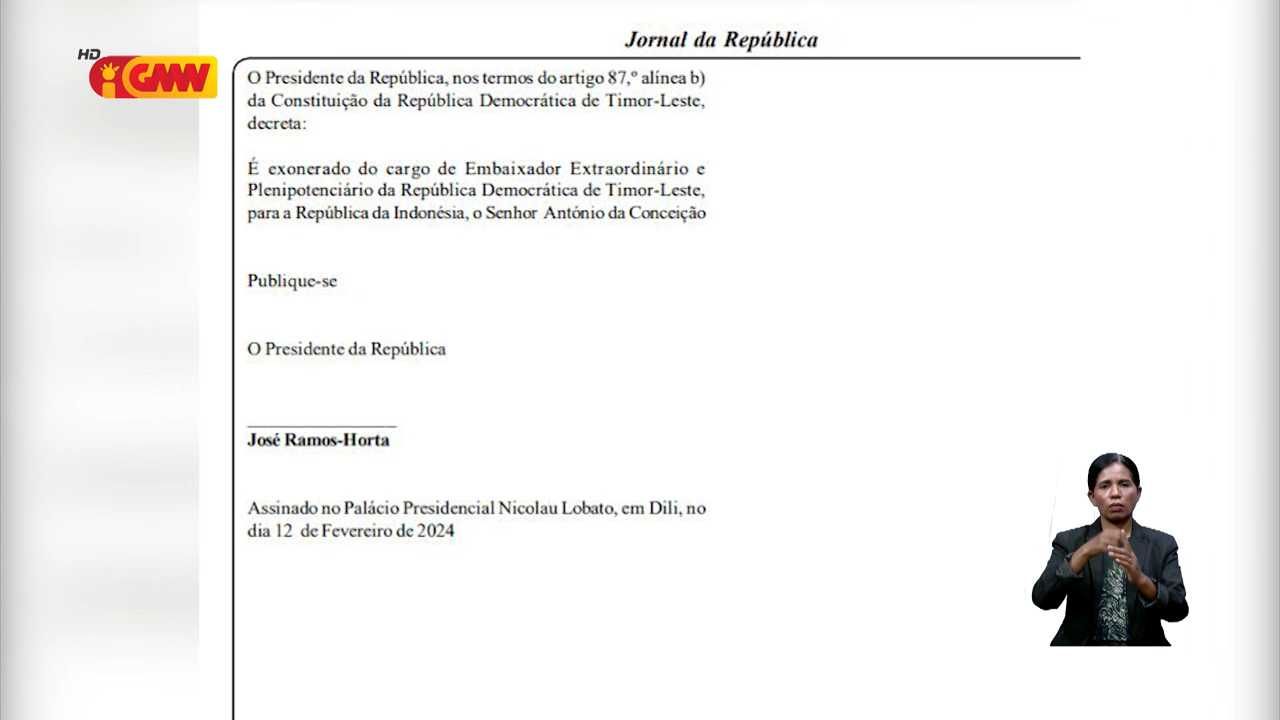 Jornal da República
HD
GMW
O Presidente da República, nos termos do artigo 87,º alínea b)
da Constituição da República Democrática de Timor-Leste,
decreta:
É exonerado do cargo de Embaixador Extraordinário e
Plenipotenciário da República Democrática de Timor-Leste,
para a República da Indonésia, o Senhor António da Conceição
Publique-se
O Presidente da República
José Ramos-Horta
Assinado no Palácio Presidencial Nicolau Lobato, em Dili, no
dia 12 de Fevereiro de 2024